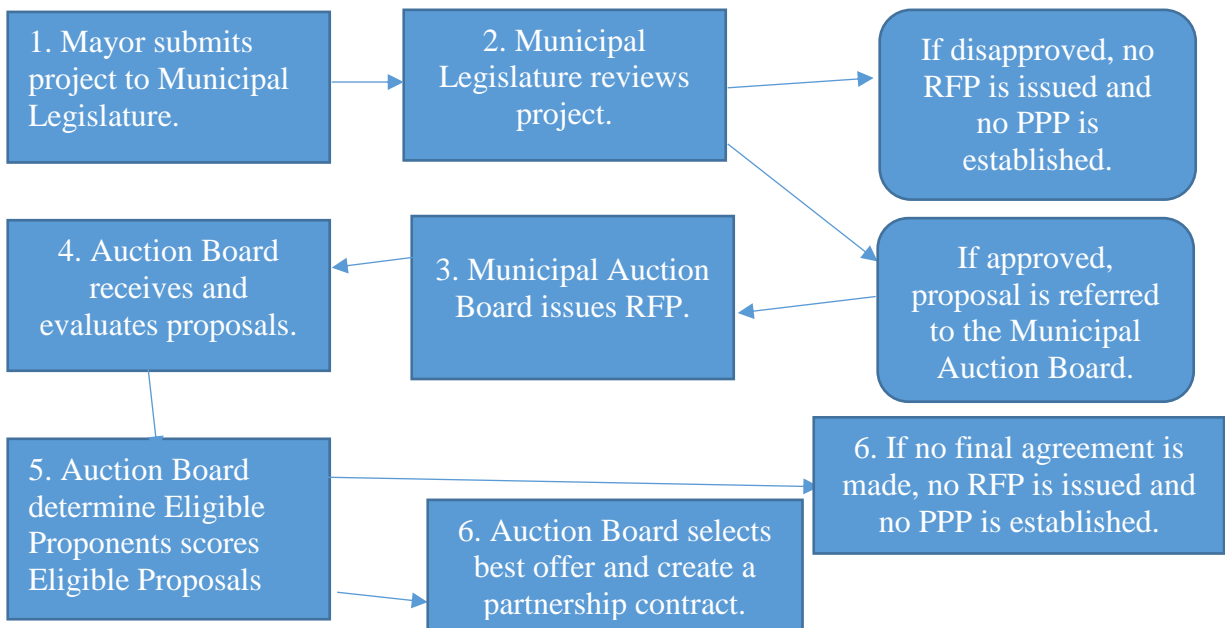 1. Mayor submits
project to Municipal
Legislature.
2. Municipal
Legislature reviews
project.
If disapproved, no
RFP is issued and
no PPP is
established.
If approved,
proposal is referred
to the Municipal
Auction Board.
3. Municipal Auction
Board issues RFP.
4. Auction Board
receives and
evaluates proposals.
5. Auction Board
determine Eligible
Proponents scores
Eligible Proposals
6. If no final agreement is
made, no RFP is issued and
no PPP is established.
6. Auction Board selects
best offer and create a
partnership contract.